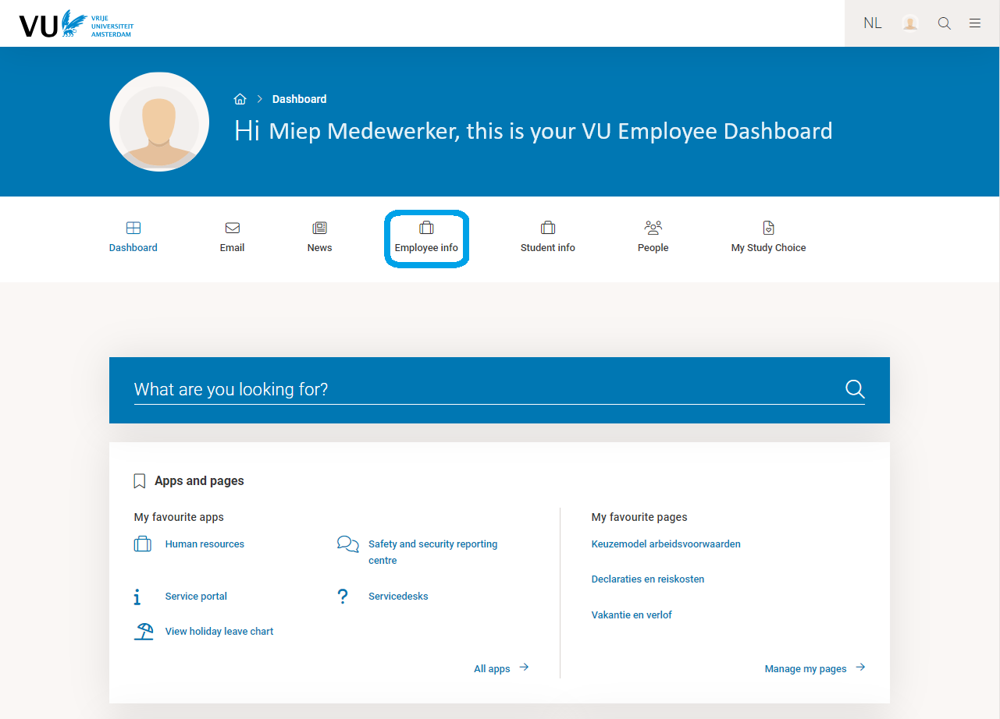 VU
VRIJE
UNIVERSITEIT
AMSTERDAM
NL
Dashboard
Hi Miep Medewerker, this is your VU Employee Dashboard
Dashboard
Email
News
Employee info
Student info
People
My Study Choice
What are you looking for?
Apps and pages
My favourite apps
Human resources
Safety and security reporting
centre
Service portal
Servicedesks
View holiday leave chart
All apps
My favourite pages
Keuzemodel arbeidsvoorwaarden
Declaraties en reiskosten
Vakantie en verlof
Manage my pages